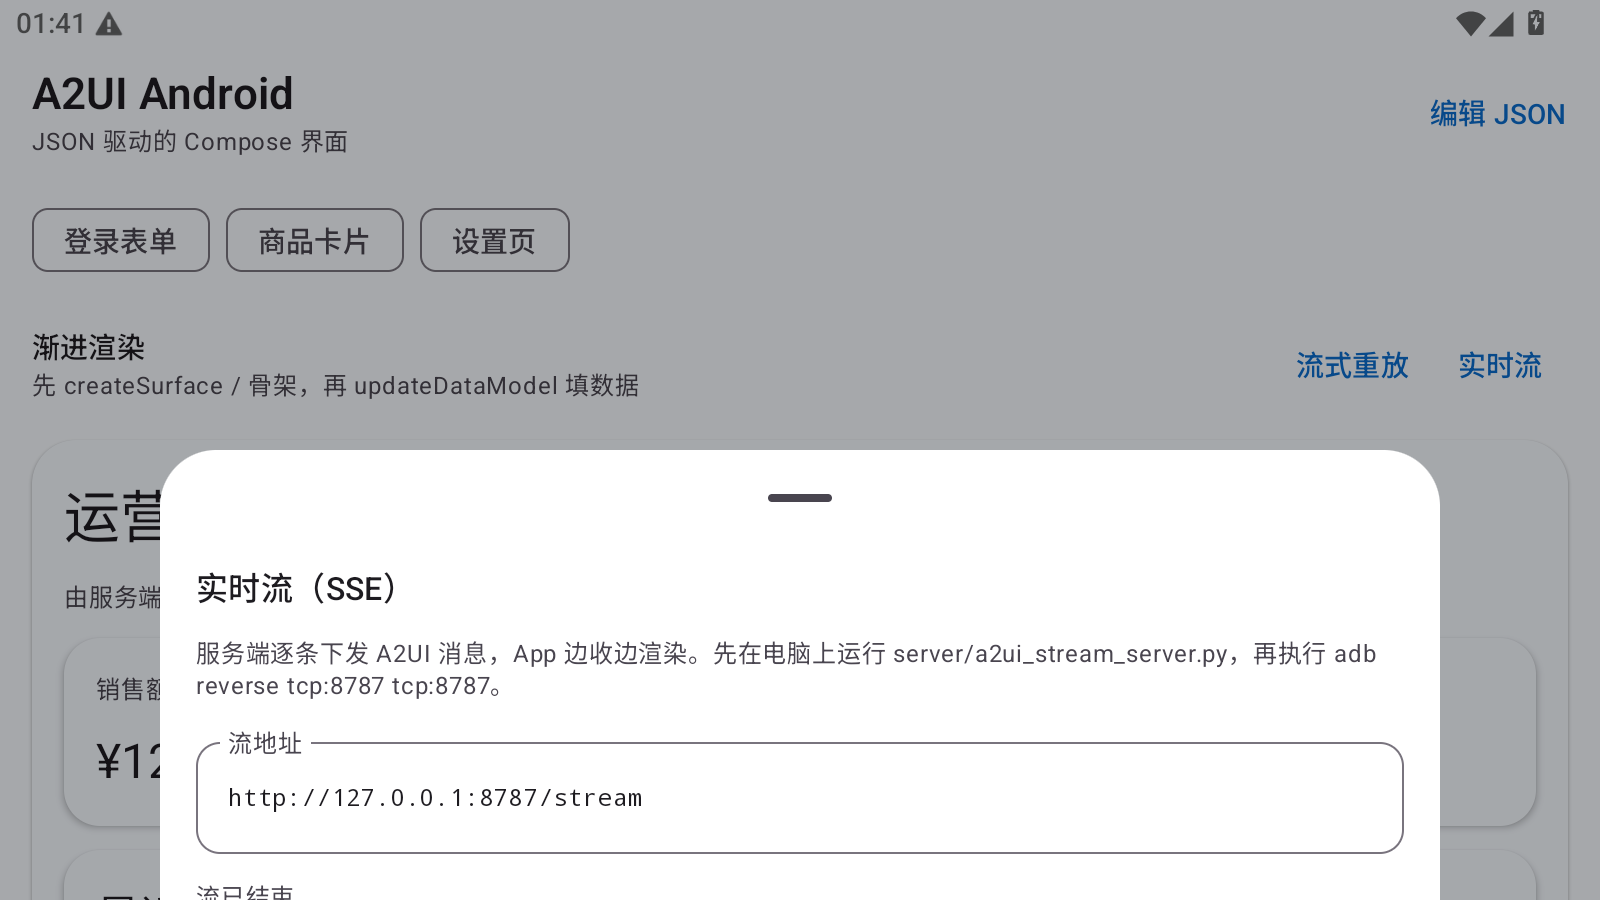 01:41
A2UI Android
JSON 驱动的 Compose 界面
编辑 JSON
登录表单
商品卡片
设置页
渐进渲染
先 createSurface / 骨架，再 updateDataModel 填数据
流式重放
实时流
运营
由服务端
销售额
¥12
实时流（SSE）
服务端逐条下发 A2UI 消息，App 边收边渲染。先在电脑上运行 server/a2ui_stream_server.py，再执行 adb
reverse tcp:8787 tcp:8787。
流地址
http://127.0.0.1:8787/stream
流已结束